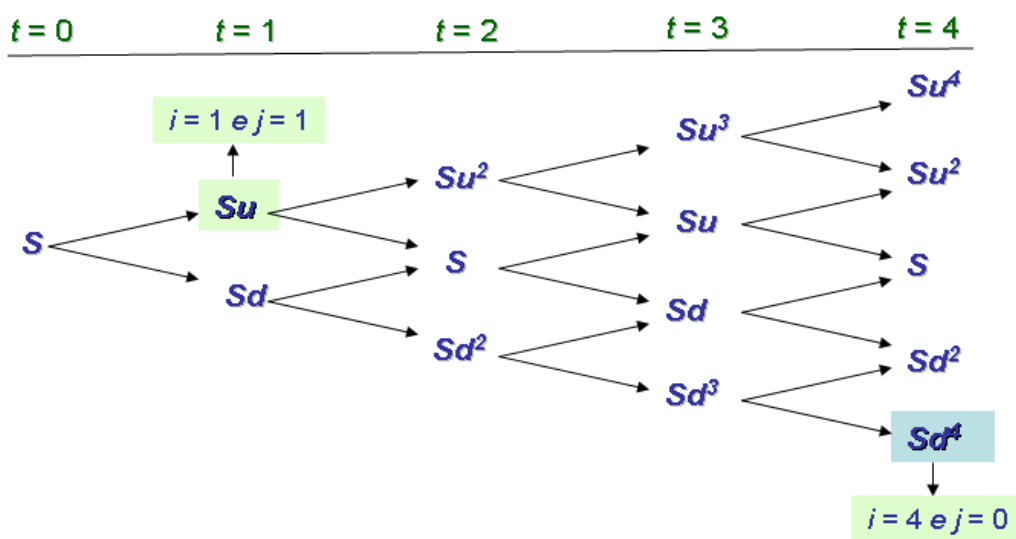 t = 0 t = 1 t = 2 t = 3 t = 4
Su⁴
i = 1 e j = 1
Su³
Su² Su²
Su Su
S S S
Sd Sd
Sd² Sd²
Sd³
Sd⁴
i = 4 e j = 0